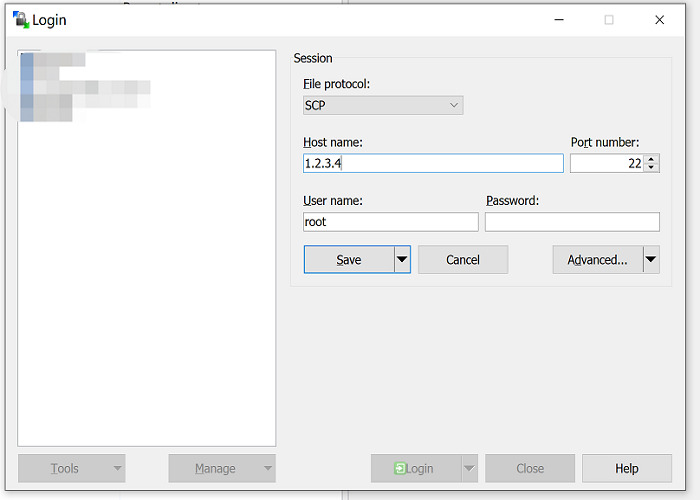 Login
Session
File protocol:
SCP
Host name:
Port number:
1.2.3.4
22
User name:
Password:
root
Save
Cancel
Advanced...
Tools
Manage
Login
Close
Help